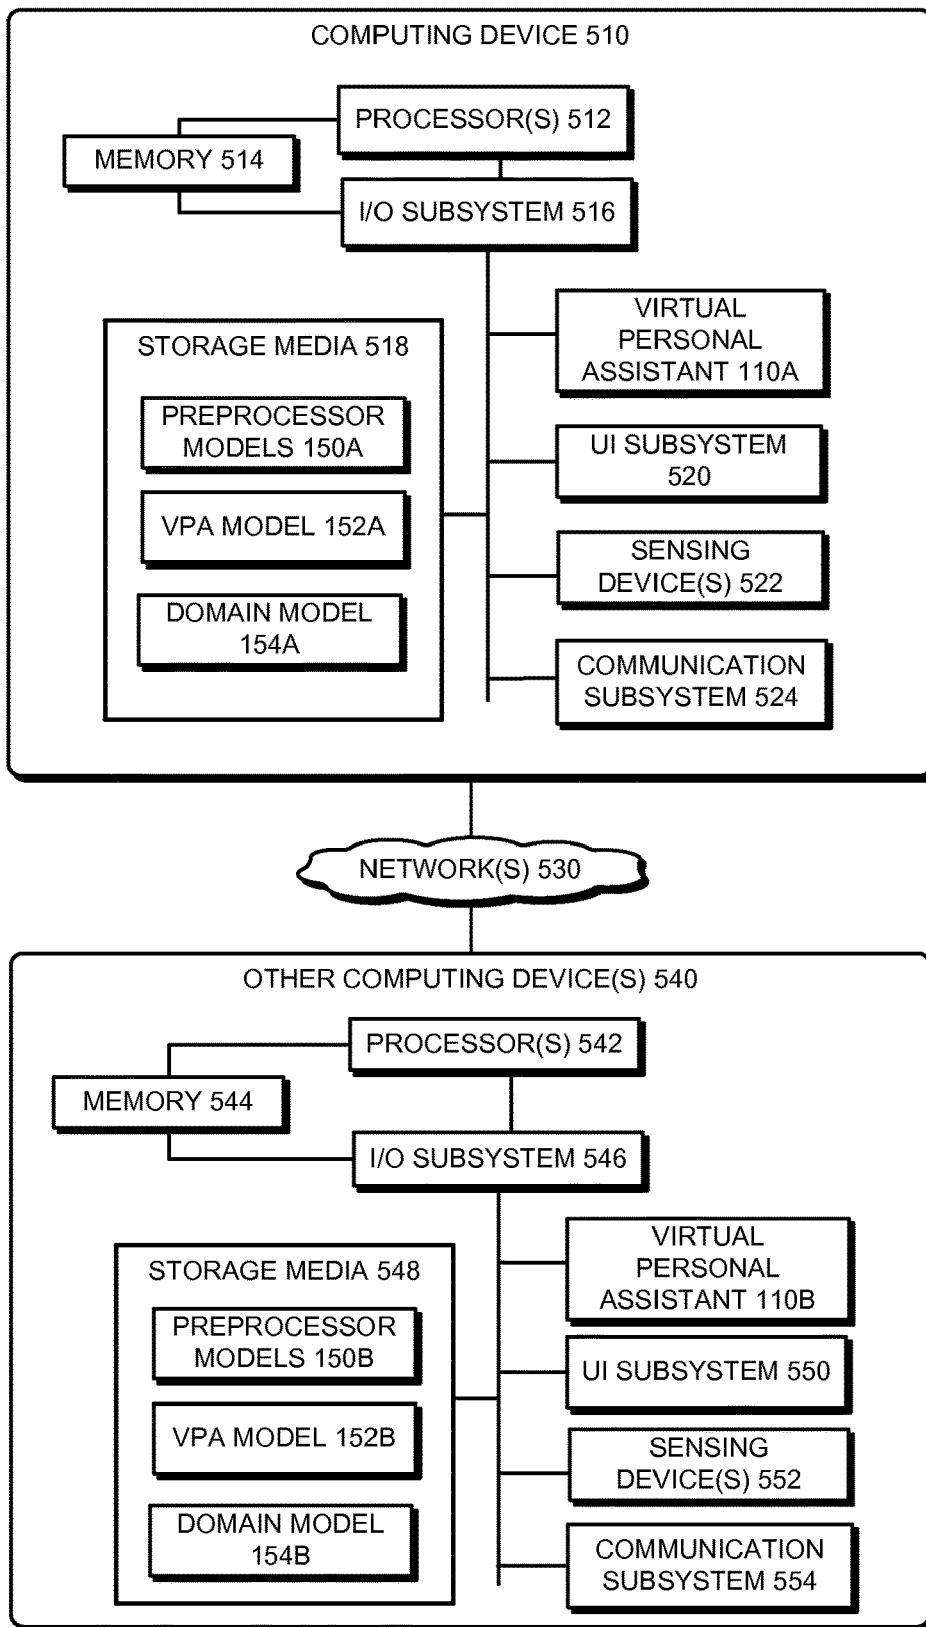 COMPUTING DEVICE 510
PROCESSOR(S) 512
MEMORY 514
I/O SUBSYSTEM 516
STORAGE MEDIA 518
PREPROCESSOR
MODELS 150A
VPA MODEL 152A
DOMAIN MODEL
154A
VIRTUAL
PERSONAL
ASSISTANT 110A
UI SUBSYSTEM
520
SENSING
DEVICE(S) 522
COMMUNICATION
SUBSYSTEM 524
NETWORK(S) 530
OTHER COMPUTING DEVICE(S) 540
PROCESSOR(S) 542
MEMORY 544
I/O SUBSYSTEM 546
STORAGE MEDIA 548
PREPROCESSOR
MODELS 150B
VPA MODEL 152B
DOMAIN MODEL
154B
VIRTUAL
PERSONAL
ASSISTANT 110B
UI SUBSYSTEM 550
SENSING
DEVICE(S) 552
COMMUNICATION
SUBSYSTEM 554